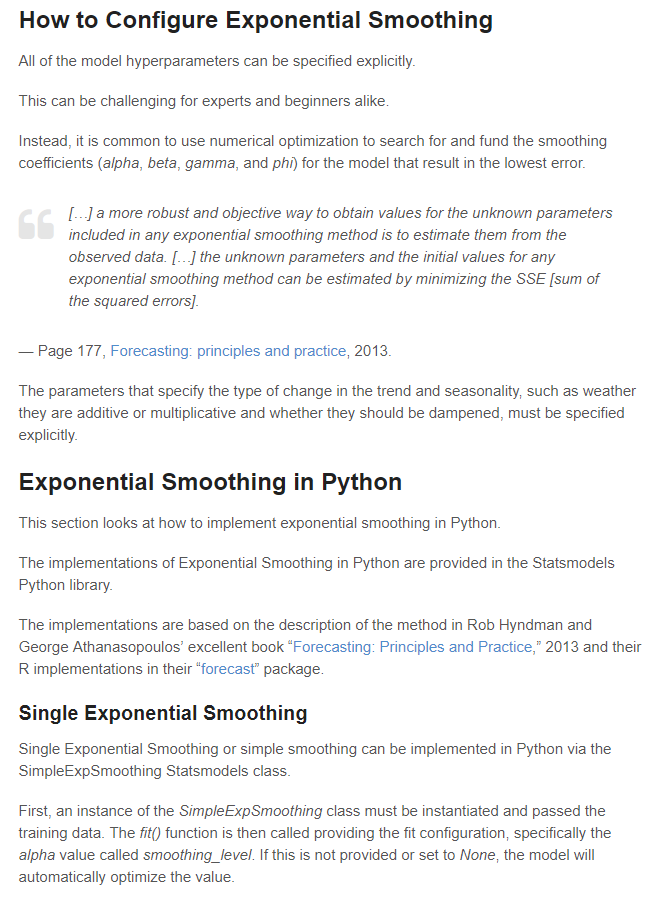 How to Configure Exponential Smoothing
All of the model hyperparameters can be specified explicitly.
This can be challenging for experts and beginners alike.
Instead, it is common to use numerical optimization to search for and fund the smoothing
coefficients (alpha, beta, gamma, and phi) for the model that result in the lowest error.
[…] a more robust and objective way to obtain values for the unknown parameters
included in any exponential smoothing method is to estimate them from the
observed data. […] the unknown parameters and the initial values for any
exponential smoothing method can be estimated by minimizing the SSE [sum of
the squared errors].
— Page 177, Forecasting: principles and practice, 2013.
The parameters that specify the type of change in the trend and seasonality, such as weather
they are additive or multiplicative and whether they should be dampened, must be specified
explicitly.
Exponential Smoothing in Python
This section looks at how to implement exponential smoothing in Python.
The implementations of Exponential Smoothing in Python are provided in the Statsmodels
Python library.
The implementations are based on the description of the method in Rob Hyndman and
George Athanasopoulos’ excellent book “Forecasting: Principles and Practice,” 2013 and their
R implementations in their “forecast” package.
Single Exponential Smoothing
Single Exponential Smoothing or simple smoothing can be implemented in Python via the
SimpleExpSmoothing Statsmodels class.
First, an instance of the SimpleExpSmoothing class must be instantiated and passed the
training data. The fit() function is then called providing the fit configuration, specifically the
alpha value called smoothing_level. If this is not provided or set to None, the model will
automatically optimize the value.